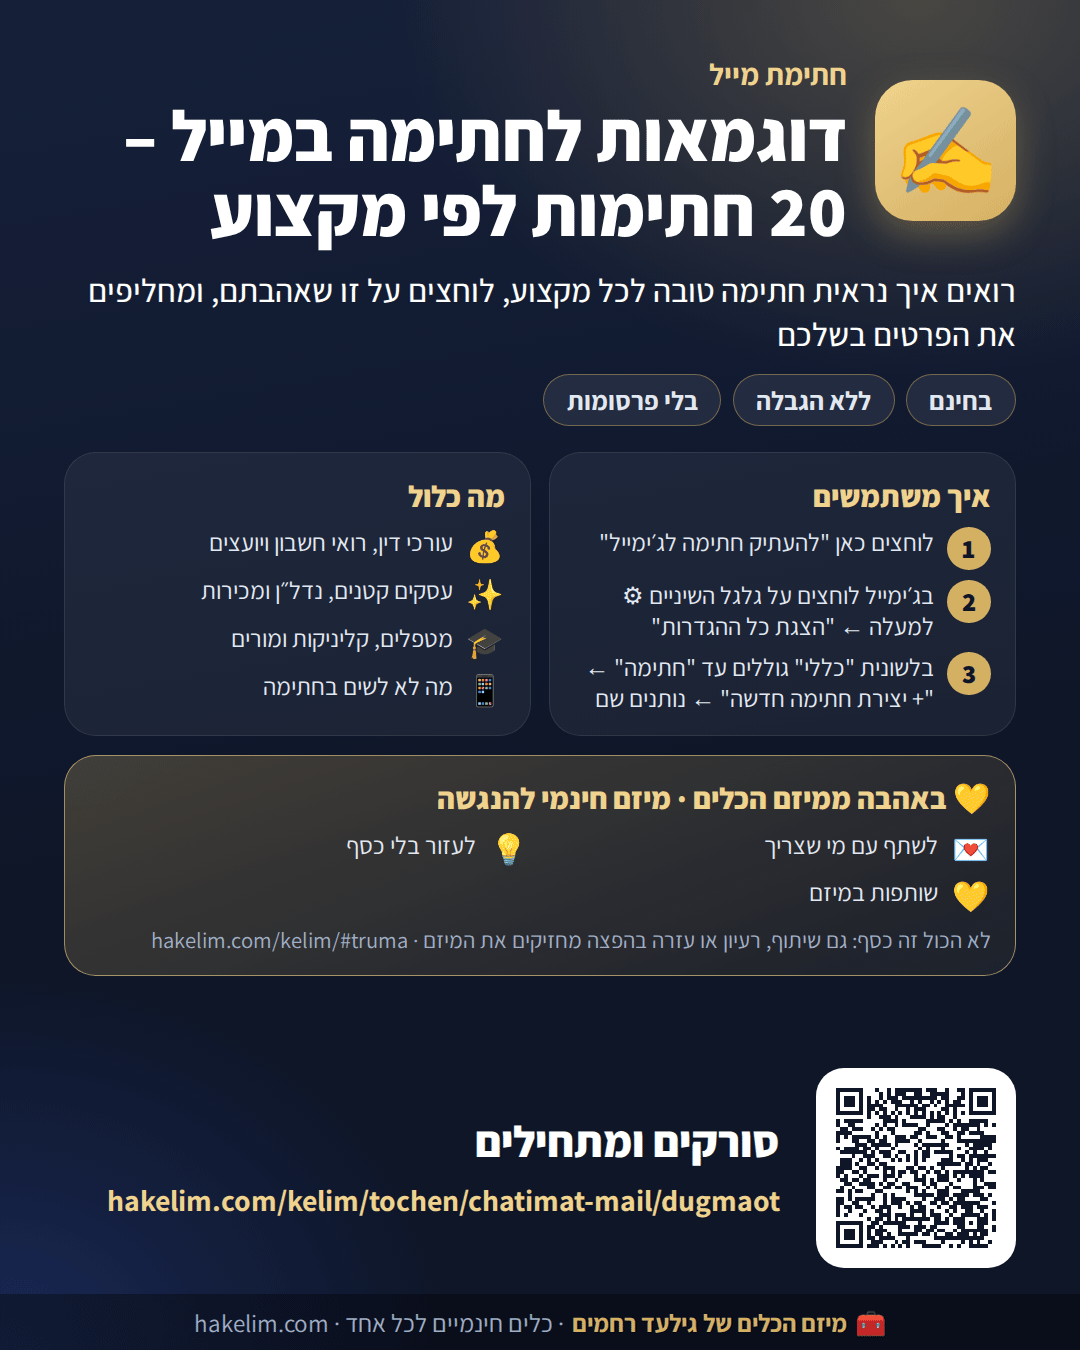 חתימת מייל
דוגמאות לחתימה במייל –
20 חתימות לפי מקצוע
רואים איך נראית חתימה טובה לכל מקצוע, לוחצים על זו שאהבתם, ומחליפים
את הפרטים בשלכם
בחינם
ללא הגבלה
בלי פרסומות
איך משתמשים
1 לוחצים כאן "להעתיק חתימה לג׳ימייל"
2 בג׳ימייל לוחצים על גלגל השיניים ⚙
למעלה ← "הצגת כל ההגדרות"
3 בלשונית "כללי" גוללים עד "חתימה" ←
"+ יצירת חתימה חדשה" ← נותנים שם
מה כלול
עורכי דין, רואי חשבון ויועצים
עסקים קטנים, נדל״ן ומכירות
מטפלים, קליניקות ומורים
מה לא לשים בחתימה
באהבה ממיזם הכלים · מיזם חינמי להנגשה
לשתף עם מי שצריך
לעזור בלי כסף
שותפות במיזם
לא הכול זה כסף: גם שיתוף, רעיון או עזרה בהפצה מחזיקים את המיזם · hakelim.com/kelim/#truma
סורקים ומתחילים
hakelim.com/kelim/tochen/chatimat-mail/dugmaot
מיזם הכלים של גילעד רחמים · כלים חינמיים לכל אחד · hakelim.com